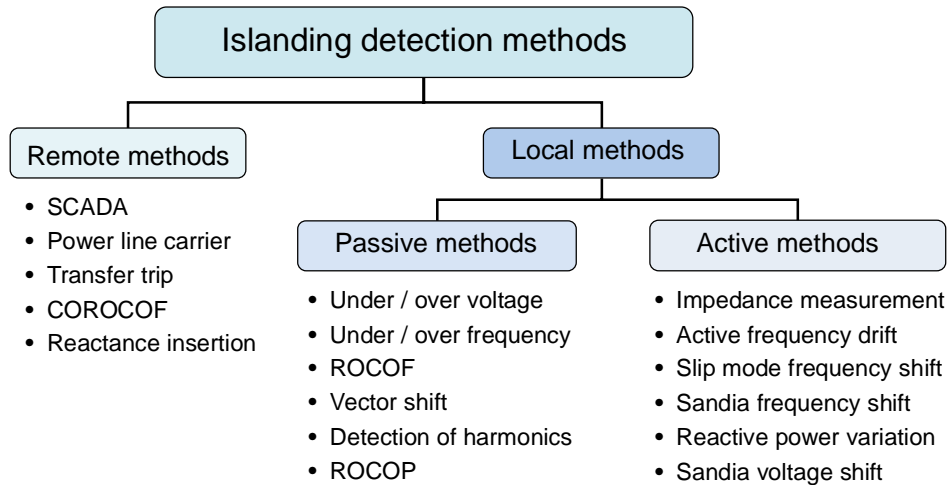 Islanding detection methods
Remote methods
• SCADA
• Power line carrier
• Transfer trip
• COROCOF
• Reactance insertion
Local methods
Passive methods
• Under / over voltage
• Under / over frequency
• ROCOF
• Vector shift
• Detection of harmonics
• ROCOP
Active methods
• Impedance measurement
• Active frequency drift
• Slip mode frequency shift
• Sandia frequency shift
• Reactive power variation
• Sandia voltage shift